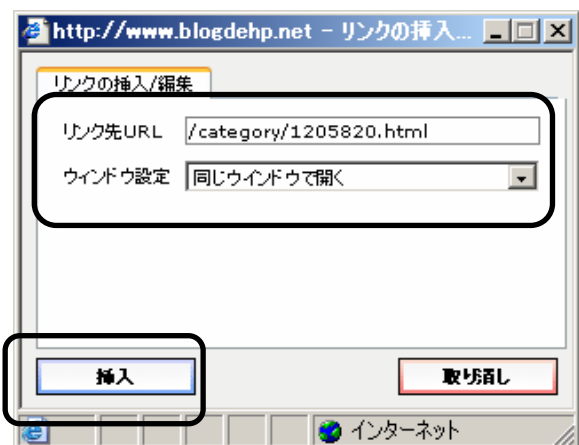 http://www.blogdehp.net - リンクの挿入...
リンクの挿入/編集
リンク先URL /category/1205820.html
ウィンドウ設定 同じウインドウで開く
挿入 取り消し
インターネット